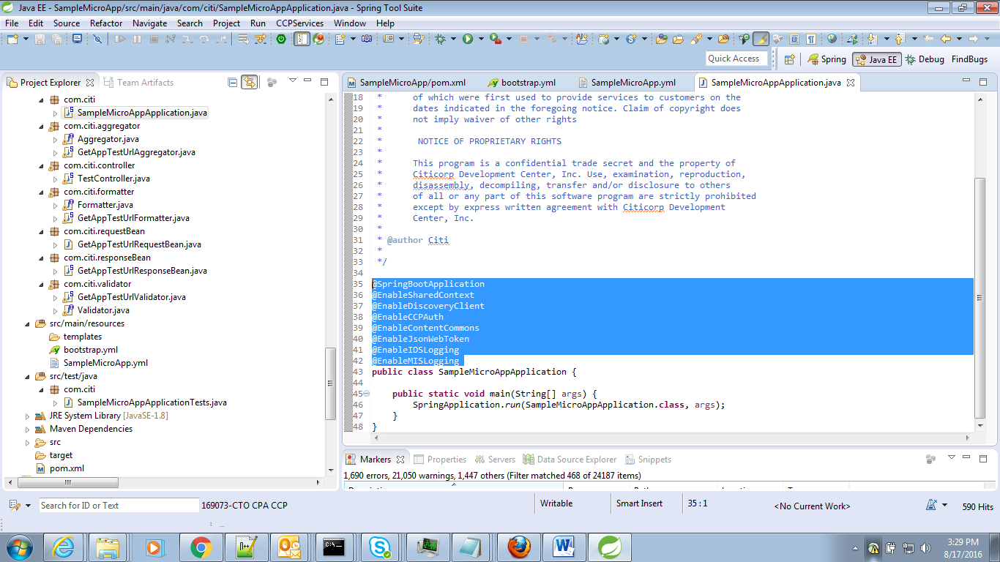 Java EE - SampleMicroApp/src/main/java/com/citi/SampleMicroAppApplication.java - Spring Tool Suite
File Edit Source Refactor Navigate Search Project Run CCPServices Window Help
Quick Access
Spring
Java EE
Debug
FindBugs
Project Explorer
Team Artifacts
com.citi
SampleMicroAppApplication.java
com.citi.aggregator
Aggregator.java
GetAppTestUrlAggregator.java
com.citi.controller
TestController.java
com.citi.formatter
Formatter.java
GetAppTestUrlFormatter.java
com.citi.requestBean
GetAppTestUrlRequestBean.java
com.citi.responseBean
GetAppTestUrlResponseBean.java
com.citi.validator
GetAppTestUrlValidator.java
Validator.java
src/main/resources
templates
bootstrap.yml
SampleMicroApp.yml
src/test/java
com.citi
SampleMicroAppApplicationTests.java
JRE System Library [JavaSE-1.8]
Maven Dependencies
src
target
pom.xml
SampleMicroApp/pom.xml
bootstrap.yml
SampleMicroApp.yml
SampleMicroAppApplication.java
18 * of which were first used to provide services to customers on the
19 * dates indicated in the foregoing notice. Claim of copyright does
20 * not imply waiver of other rights
21 *
22 * NOTICE OF PROPRIETARY RIGHTS
23 *
24 * This program is a confidential trade secret and the property of
25 * Citicorp Development Center, Inc. Use, examination, reproduction,
26 * disassembly, decompiling, transfer and/or disclosure to others
27 * of all or any part of this software program are strictly prohibited
28 * except by express written agreement with Citicorp Development
29 * Center, Inc.
30 *
31 * @author Citi
32 *
33 */
34
35 @SpringBootApplication
36 @EnableSharedContext
37 @EnableDiscoveryClient
38 @EnableCCPAuth
39 @EnableContentCommons
40 @EnableJsonWebToken
41 @EnableIDSLogging
42 @EnableMISLogging
43 public class SampleMicroAppApplication {
44
45 public static void main(String[] args) {
46 SpringApplication.run(SampleMicroAppApplication.class, args);
47 }
48 }
Markers
Properties
Servers
Data Source Explorer
Snippets
1,690 errors, 21,050 warnings, 1,447 others (Filter matched 468 of 24187 items)
Search for ID or Text
169073-CTO CPA CCP
Writable
Smart Insert
35 : 1
<No Current Work>
590 Hits
3:29 PM
8/17/2016